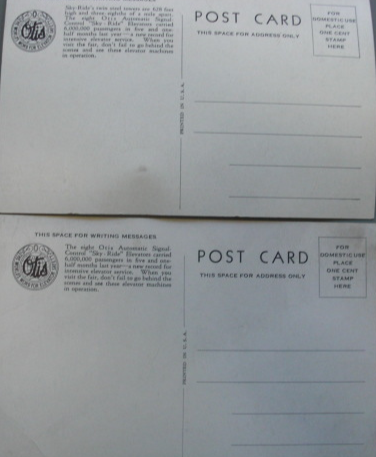 Sky-Ride's twin steel towers are 628 feet
high and three eighths of a mile apart.
The eight Otis Automatic Signal-
Control "Sky-Ride" Elevators carried
6,000,000 passengers in five and one-
half months last year—a new record for
intensive elevator service. When you
visit the fair, don't fail to go behind the
scenes and see these elevator machines
in operation.
Otis
POST CARD
THIS SPACE FOR ADDRESS ONLY
FOR
DOMESTIC USE
PLACE
ONE CENT
STAMP
HERE
PRINTED IN U.S.A.
THIS SPACE FOR WRITING MESSAGES
The eight Otis Automatic Signal-
Control "Sky-Ride" Elevators carried
6,000,000 passengers in five and one-
half months last year—a new record for
intensive elevator service. When you
visit the fair, don't fail to go behind the
scenes and see these elevator machines
in operation.
Otis
POST CARD
THIS SPACE FOR ADDRESS ONLY
FOR
DOMESTIC USE
PLACE
ONE CENT
STAMP
HERE
PRINTED IN U.S.A.